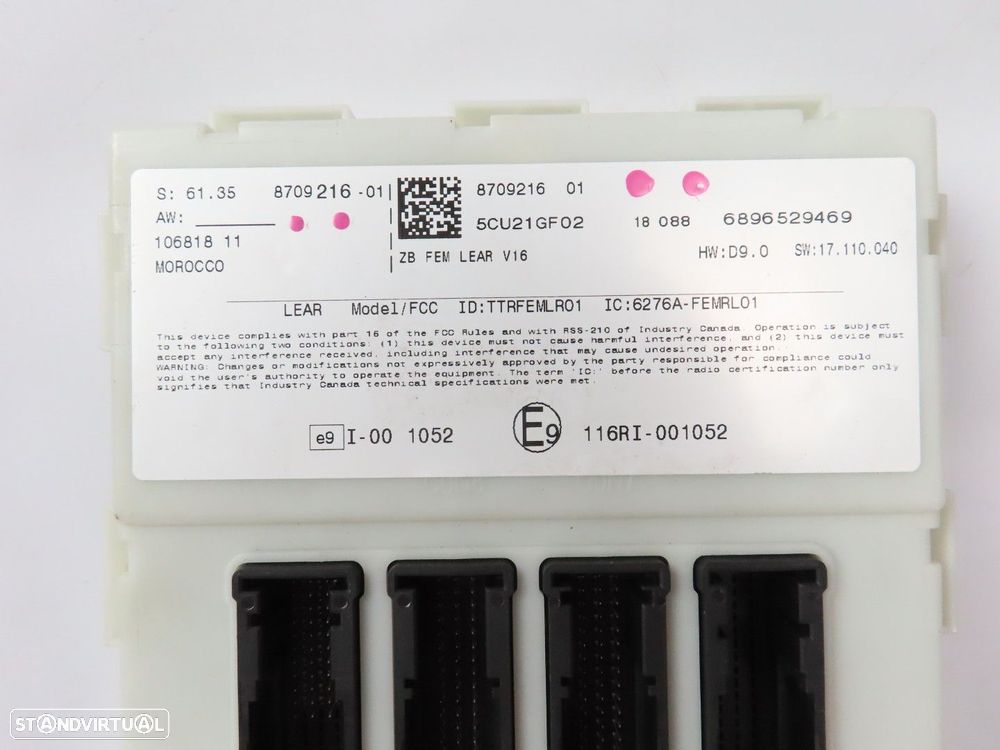 S: 61.35 8709216-01
AW:
106818 11
MOROCCO
8709216 01
5CU21GF02 18 088 6896529469
ZB FEM LEAR V16 HW:D9.0 SW:17.110.040
LEAR Model/FCC ID:TTRFEMLR01 IC:6276A-FEMRL01
This device complies with part 16 of the FCC Rules and with RSS-210 of Industry Canada. Operation is subject
to the following two conditions: (1) this device must not cause harmful interference, and (2) this device must
accept any interference received, including interference that may cause undesired operation.
WARNING: Changes or modifications not expressively approved by the party responsible for compliance could
void the user's authority to operate the equipment. The term 'IC:' before the radio certification number only
signifies that Industry Canada technical specifications were met.
e9 I-00 1052 E9 116RI-001052
STANDVIRTUAL